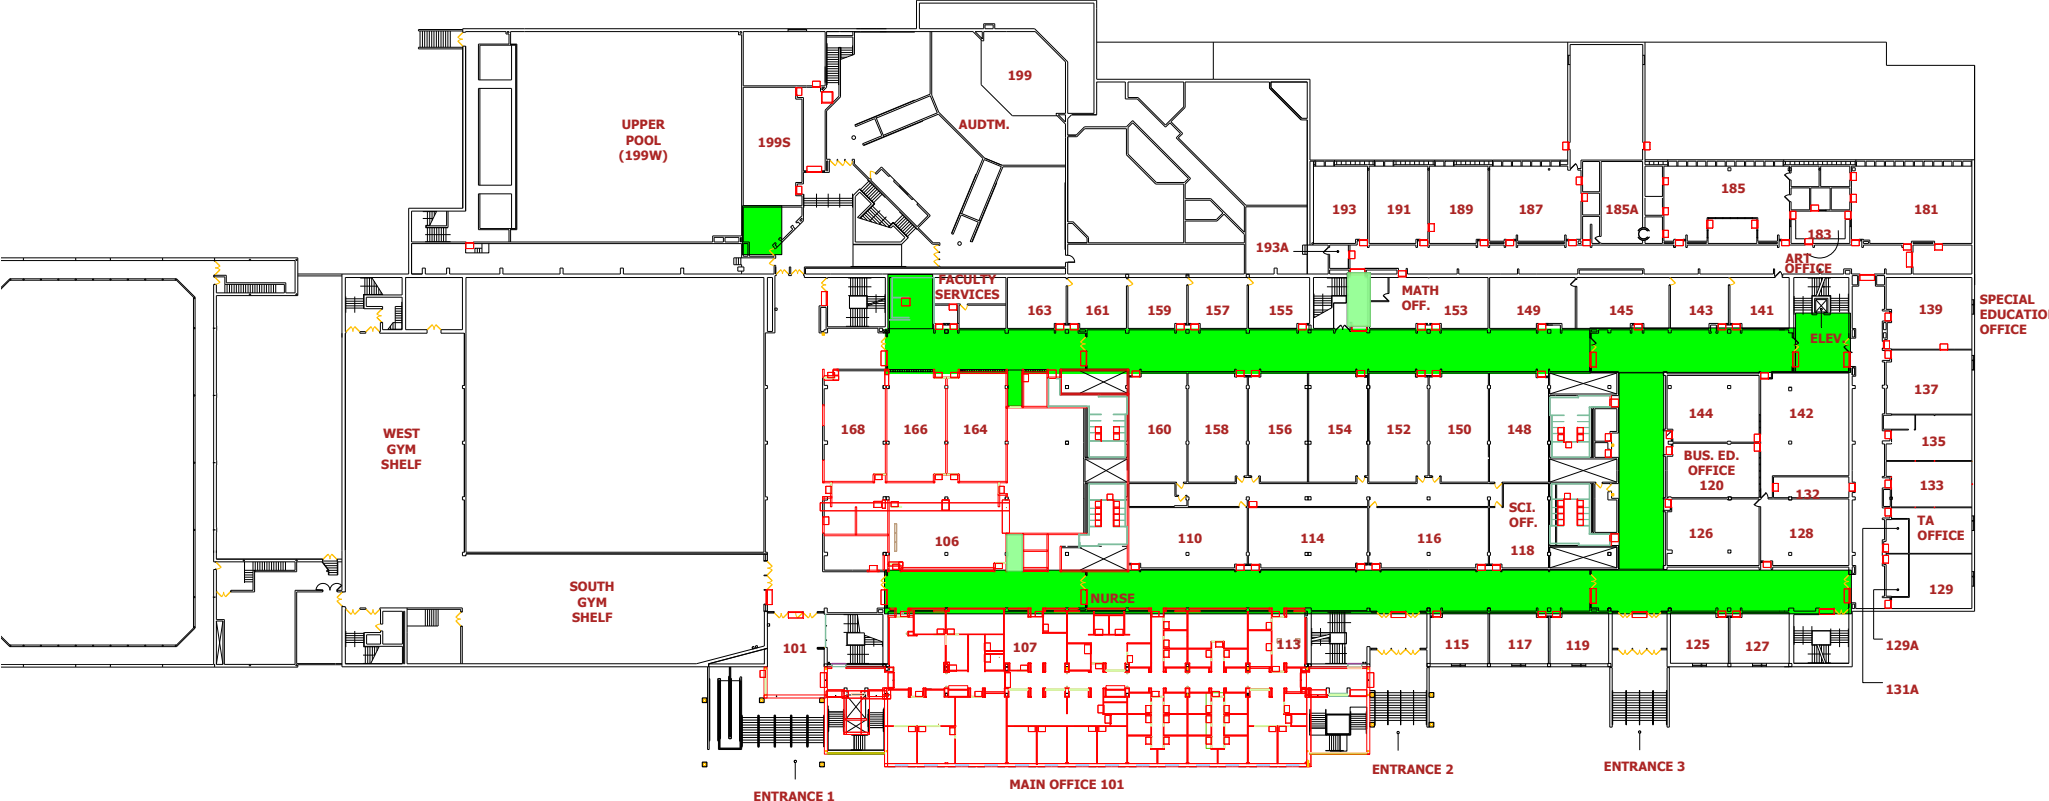 199
UPPER
POOL
(199W)
199S
AUDTM.
193
191
189
187
185A
185
183
181
193A
ART
OFFICE
FACULTY
SERVICES
163
161
159
157
155
MATH
OFF.
153
149
145
143
141
139
SPECIAL
EDUCATIO
OFFICE
ELEV.
137
WEST
GYM
SHELF
168
166
164
160
158
156
154
152
150
148
144
142
135
BUS. ED.
OFFICE
120
132
133
SCI.
OFF.
118
106
110
114
116
126
128
TA
OFFICE
SOUTH
GYM
SHELF
NURSE
129
101
107
113
115
117
119
125
127
129A
131A
MAIN OFFICE 101
ENTRANCE 1
ENTRANCE 2
ENTRANCE 3